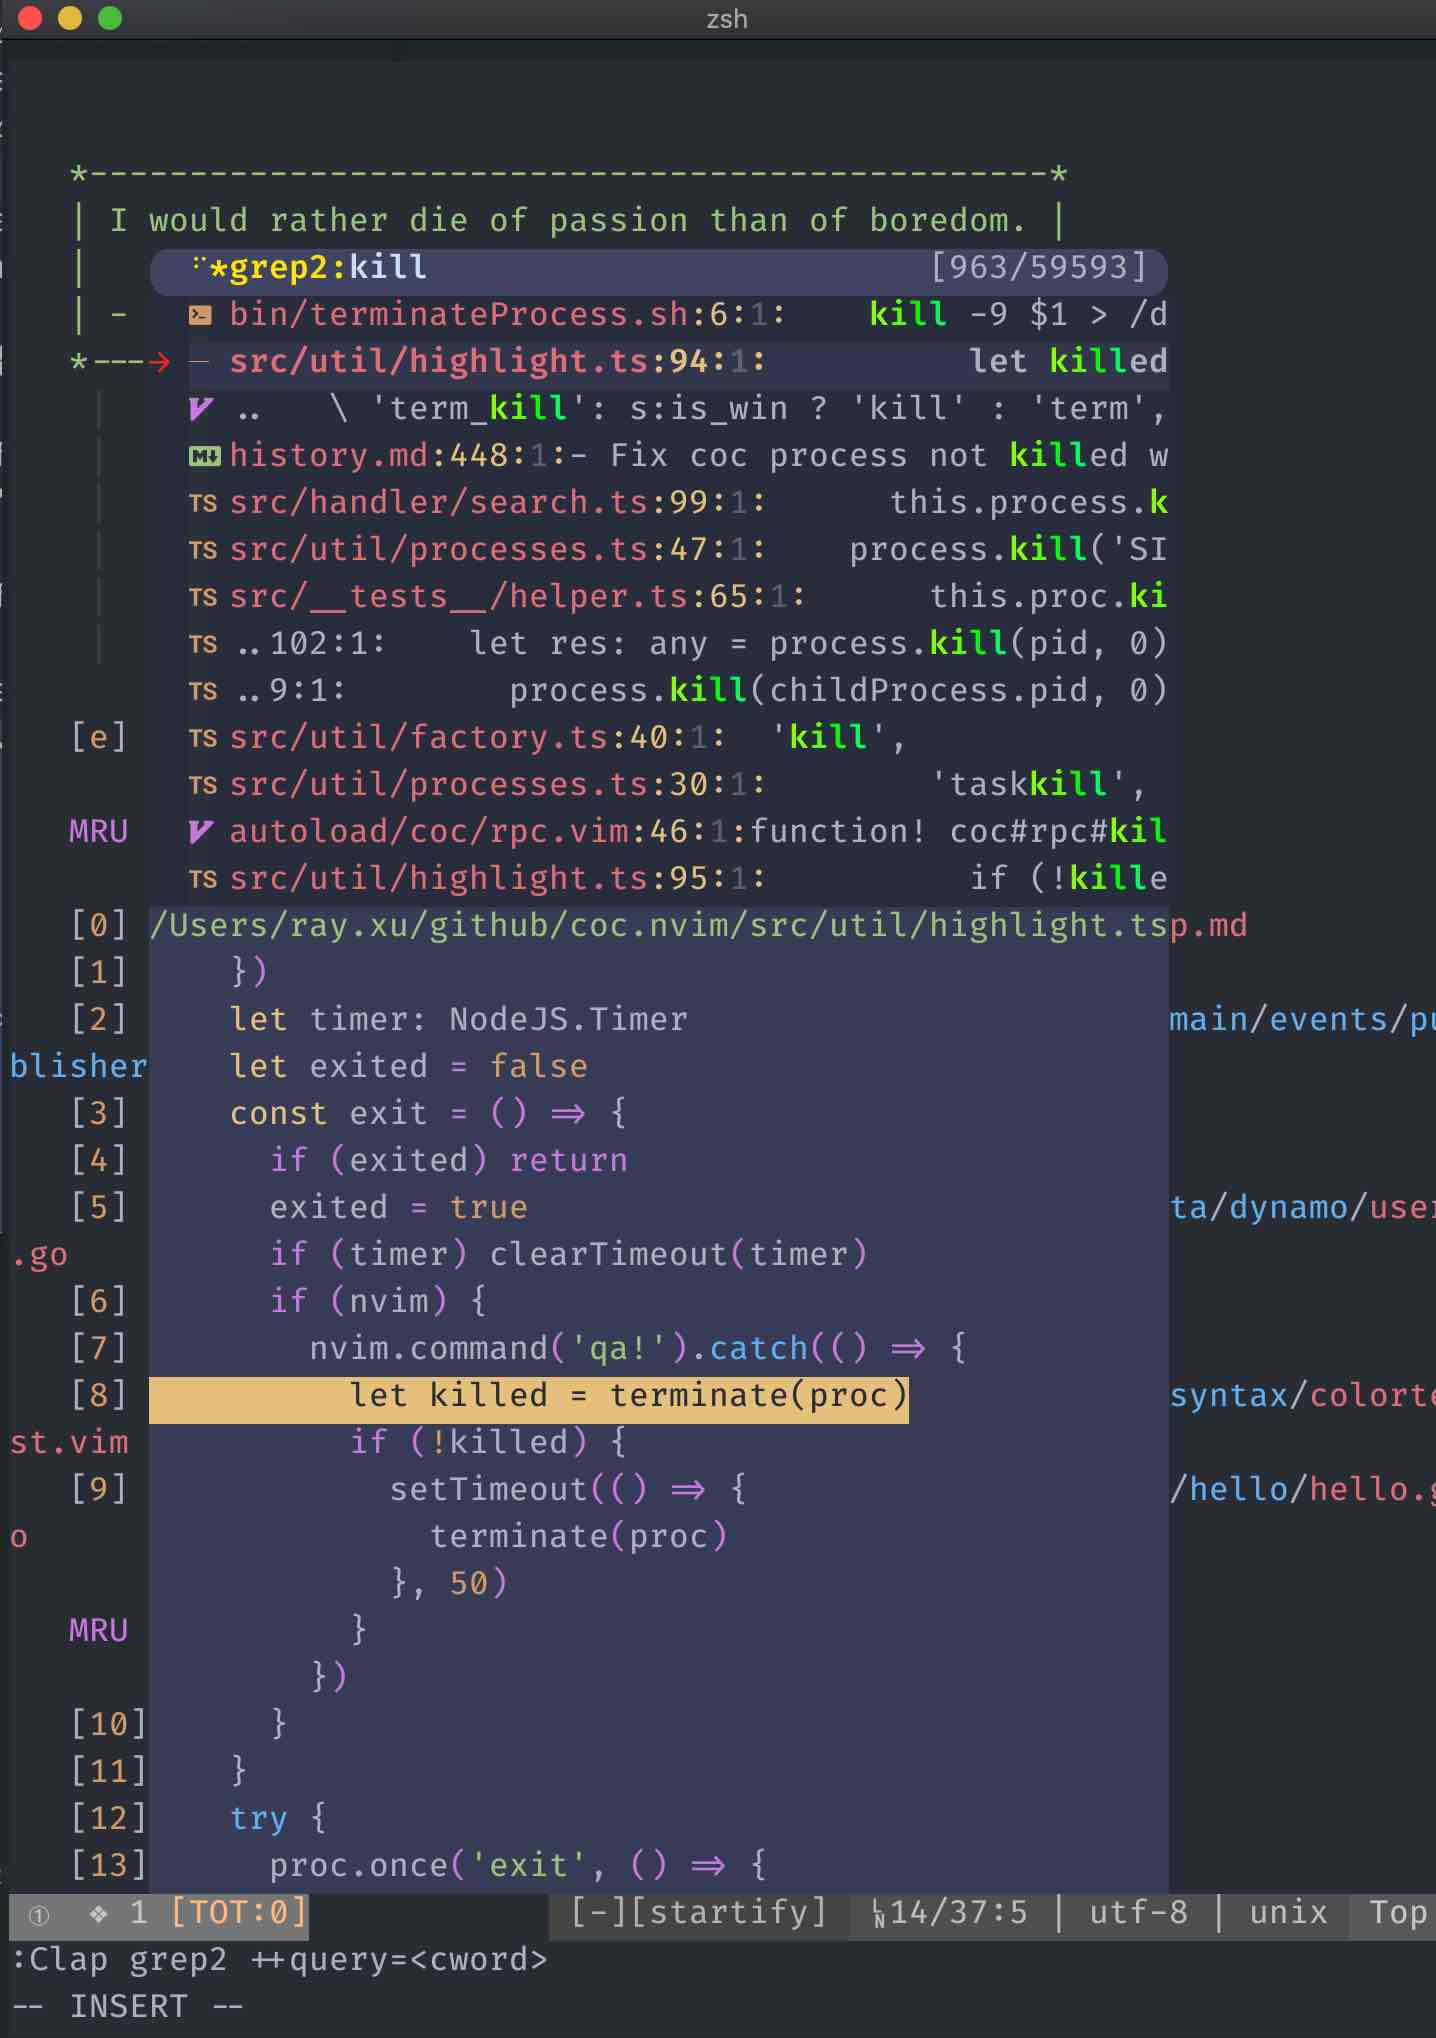 zsh
*------------------------------------------------*
| I would rather die of passion than of boredom. |
| *grep2:kill [963/59593]
| - bin/terminateProcess.sh:6:1: kill -9 $1 > /d
*--- → — src/util/highlight.ts:94:1: let killed
.. \ 'term_kill': s:is_win ? 'kill' : 'term',
M↓ history.md:448:1:- Fix coc process not killed w
TS src/handler/search.ts:99:1: this.process.k
TS src/util/processes.ts:47:1: process.kill('SI
TS src/__tests__/helper.ts:65:1: this.proc.ki
TS ..102:1: let res: any = process.kill(pid, 0)
TS ..9:1: process.kill(childProcess.pid, 0)
[e] TS src/util/factory.ts:40:1: 'kill',
TS src/util/processes.ts:30:1: 'taskkill',
MRU autoload/coc/rpc.vim:46:1:function! coc#rpc#kil
TS src/util/highlight.ts:95:1: if (!kille
[0] /Users/ray.xu/github/coc.nvim/src/util/highlight.tsp.md
[1] })
[2] let timer: NodeJS.Timer main/events/pu
blisher let exited = false
[3] const exit = () => {
[4] if (exited) return
[5] exited = true ta/dynamo/user
.go if (timer) clearTimeout(timer)
[6] if (nvim) {
[7] nvim.command('qa!').catch(() => {
[8] let killed = terminate(proc) syntax/colorte
st.vim if (!killed) {
[9] setTimeout(() => { /hello/hello.g
o terminate(proc)
}, 50)
MRU }
})
[10] }
[11] }
[12] try {
[13] proc.once('exit', () => {
① ❖ 1 [TOT:0] [-][startify] LN 14/37:5 | utf-8 | unix Top
:Clap grep2 ++query=<cword>
-- INSERT --